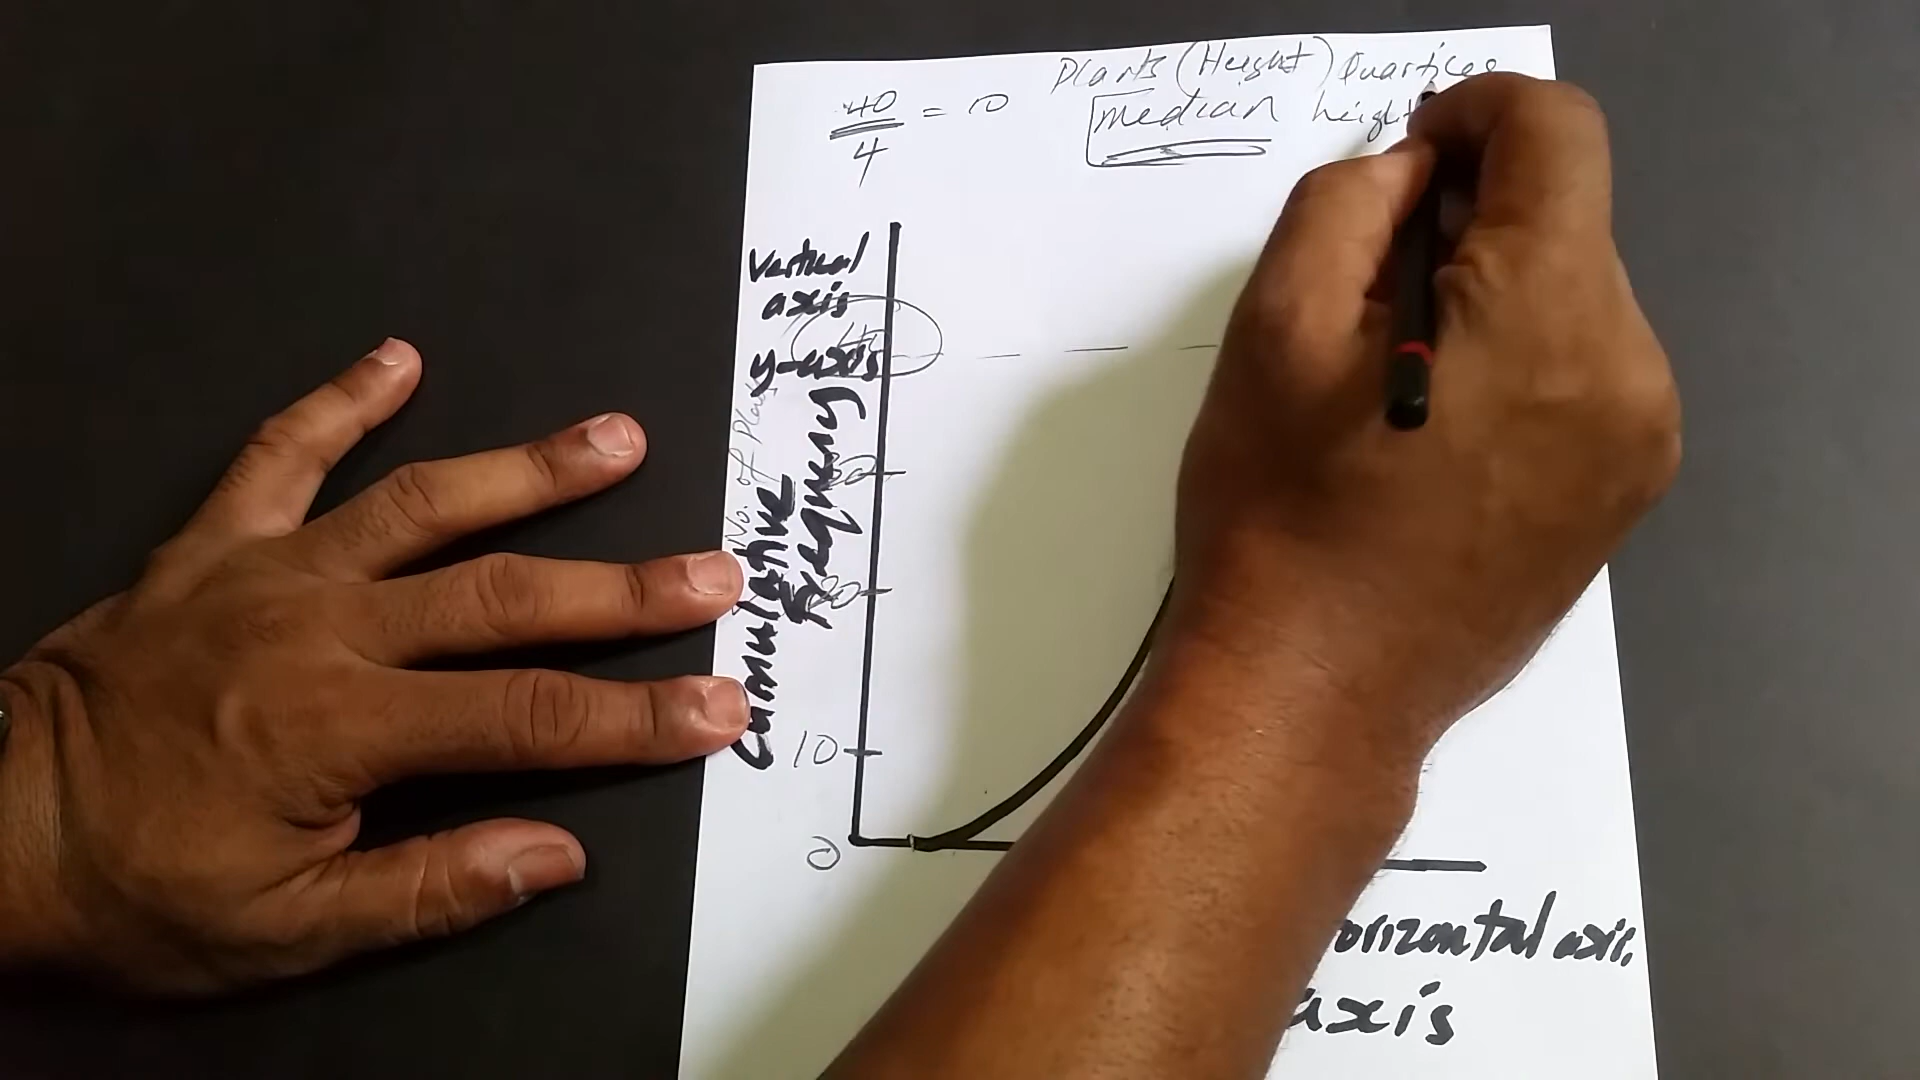 Plants (Height) Quartiles
40
4
= 10
median height
Vertical
axis
y-axis
No. of Plants
Cumulative
frequency
30
20
10
0
orizontal axis.
axis